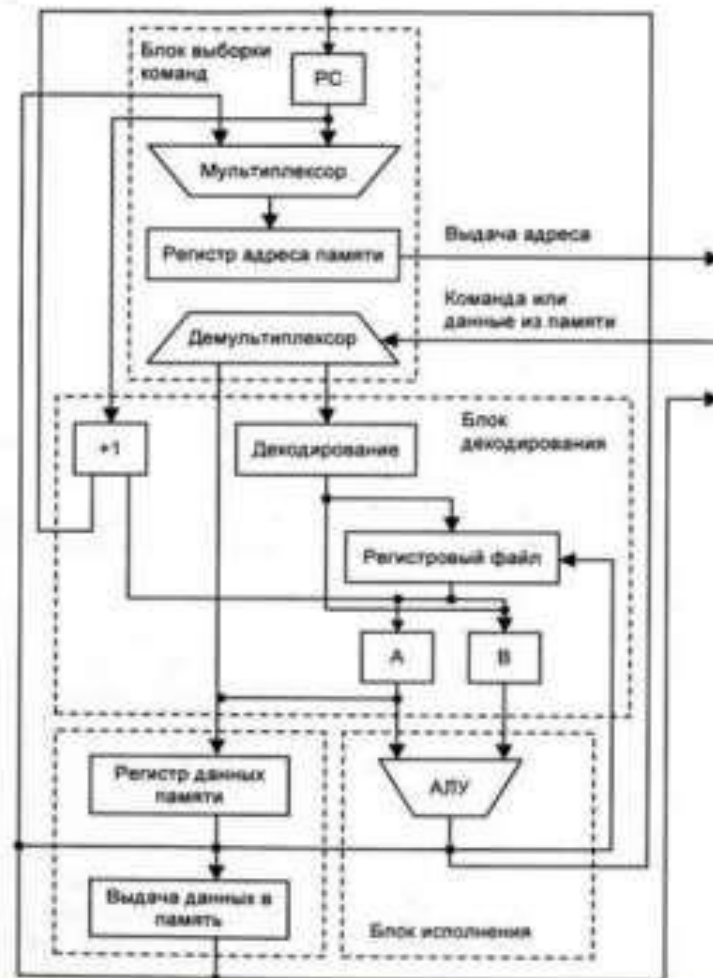 Блок выборки
команд
PC
Мультиплексор
Регистр адреса памяти
Выдача адреса
Команда или
данные из памяти
Демультиплексор
Блок
декодирования
+1
Декодирование
Регистровый файл
A
B
Регистр данных
памяти
АЛУ
Выдача данных в
память
Блок исполнения